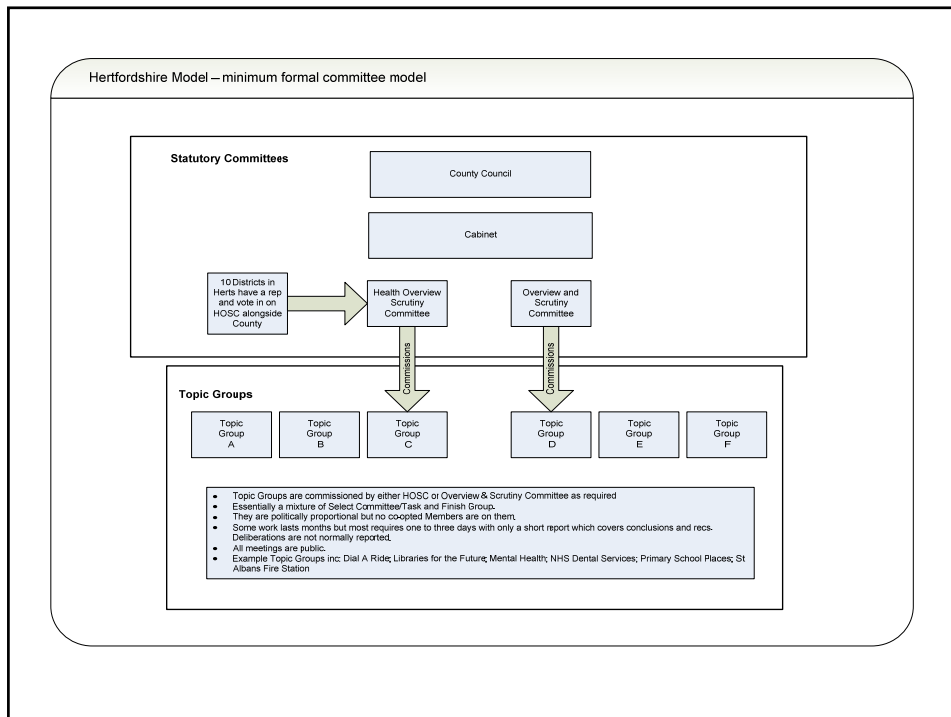 Hertfordshire Model – minimum formal committee model
Statutory Committees
County Council
Cabinet
10 Districts in
Herts have a rep
and vote in on
HOSC alongside
County
Health Overview
Scrutiny
Committee
Overview and
Scrutiny
Committee
Commissions
Commissions
Topic Groups
Topic
Group
A
Topic
Group
B
Topic
Group
C
Topic
Group
D
Topic
Group
E
Topic
Group
F
• Topic Groups are commissioned by either HOSC or Overview & Scrutiny Committee as required
• Essentially a mixture of Select Committee/Task and Finish Group.
• They are politically proportional but no co-opted Members are on them.
• Some work lasts months but most requires one to three days with only a short report which covers conclusions and recs.
Deliberations are not normally reported.
• All meetings are public.
• Example Topic Groups inc: Dial A Ride; Libraries for the Future; Mental Health; NHS Dental Services; Primary School Places; St
Albans Fire Station